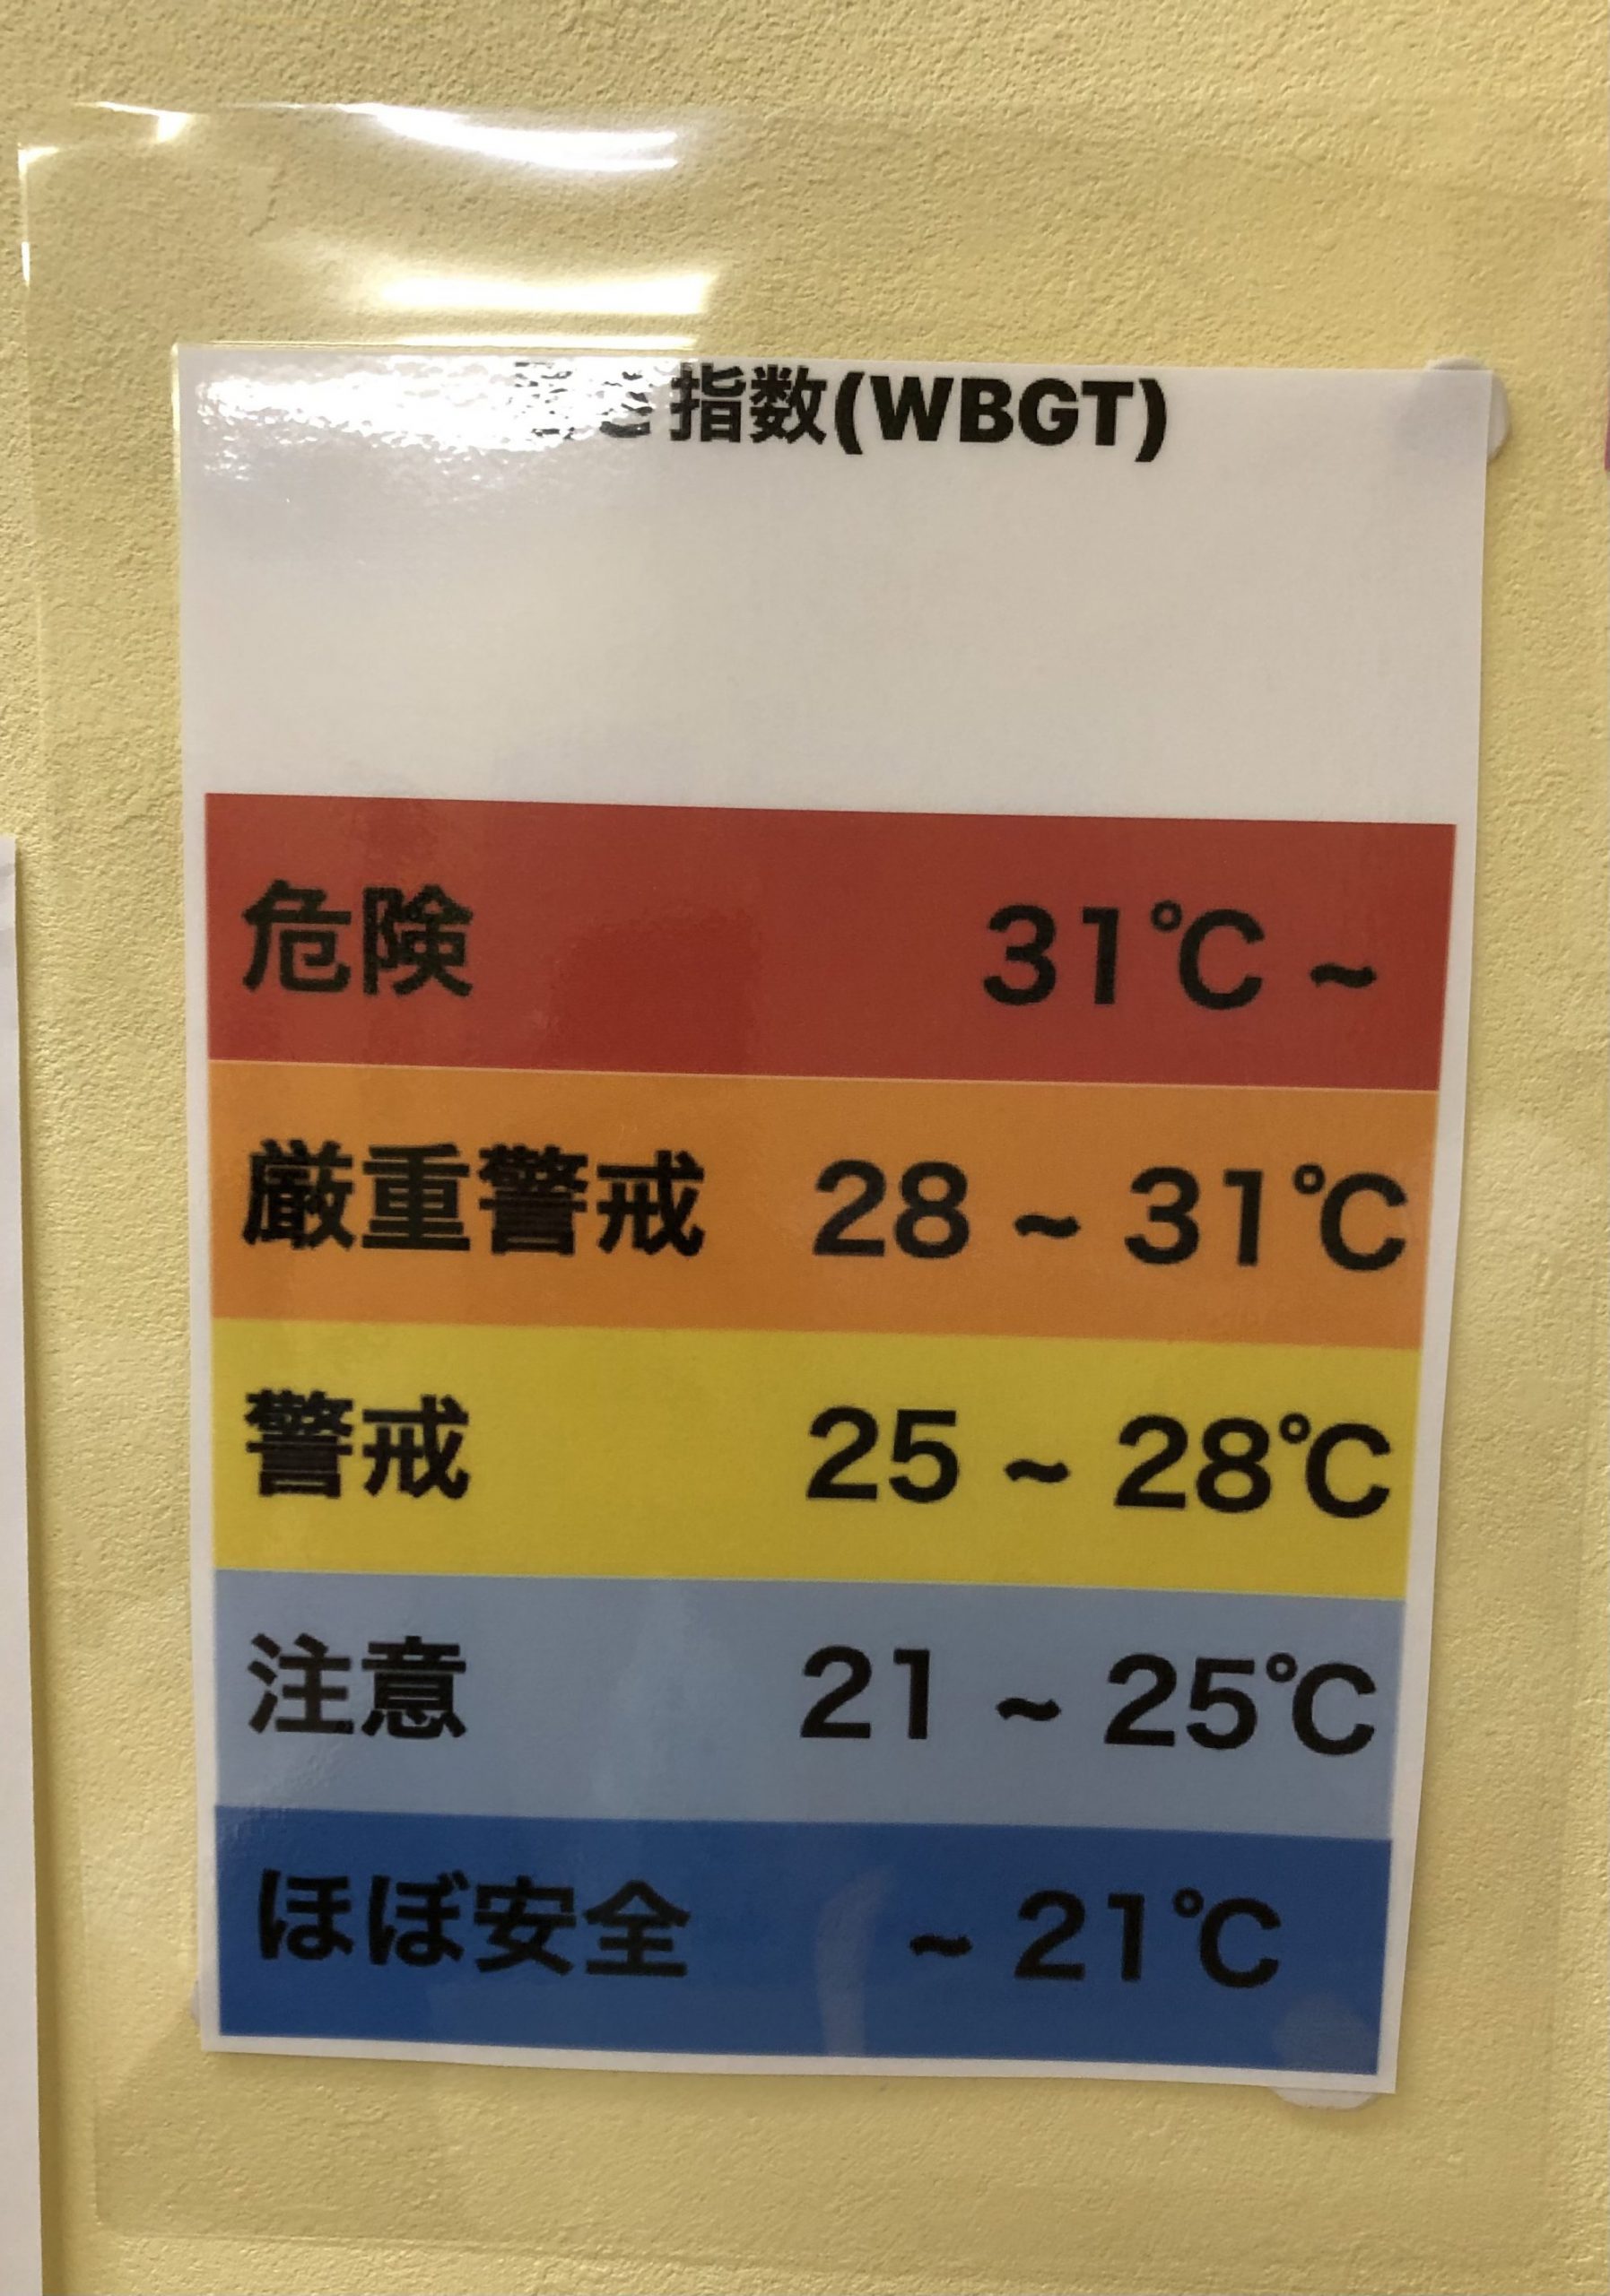 指数(WBGT)
危険 31℃ ~
厳重警戒 28 ~ 31℃
警戒 25 ~ 28℃
注意 21 ~ 25℃
ほぼ安全 ~ 21℃